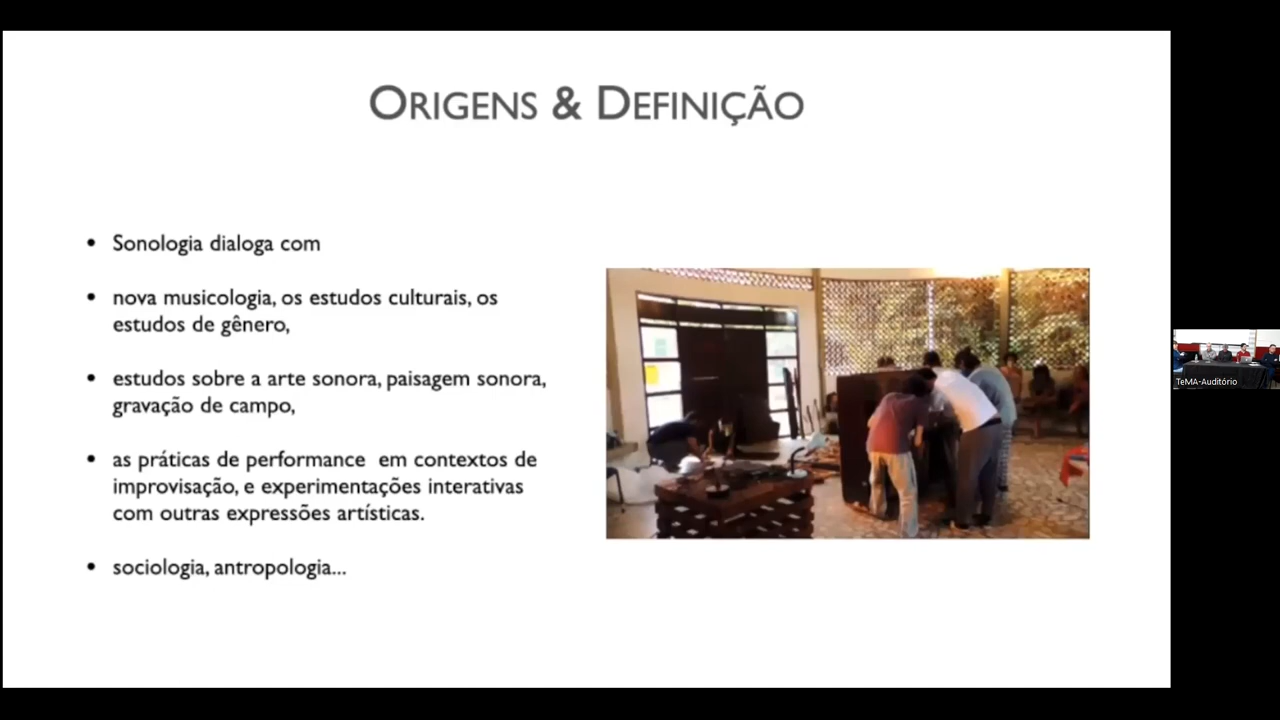 ORIGENS & DEFINIÇÃO
• Sonologia dialoga com
• nova musicologia, os estudos culturais, os
estudos de gênero,
• estudos sobre a arte sonora, paisagem sonora,
gravação de campo,
• as práticas de performance em contextos de
improvisação, e experimentações interativas
com outras expressões artísticas.
• sociologia, antropologia...
TeMA-Auditório